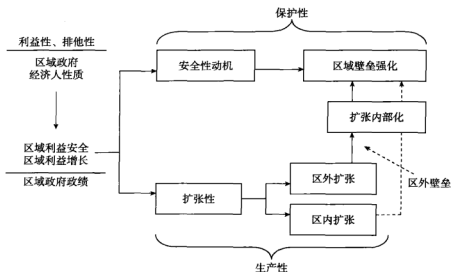 保护性
利益性、排他性
区域政府
经济人性质
安全性动机
区域壁垒强化
扩张内部化
区域利益安全
区域利益增长
区域政府政绩
区外扩张
区外壁垒
扩张性
区内扩张
生产性